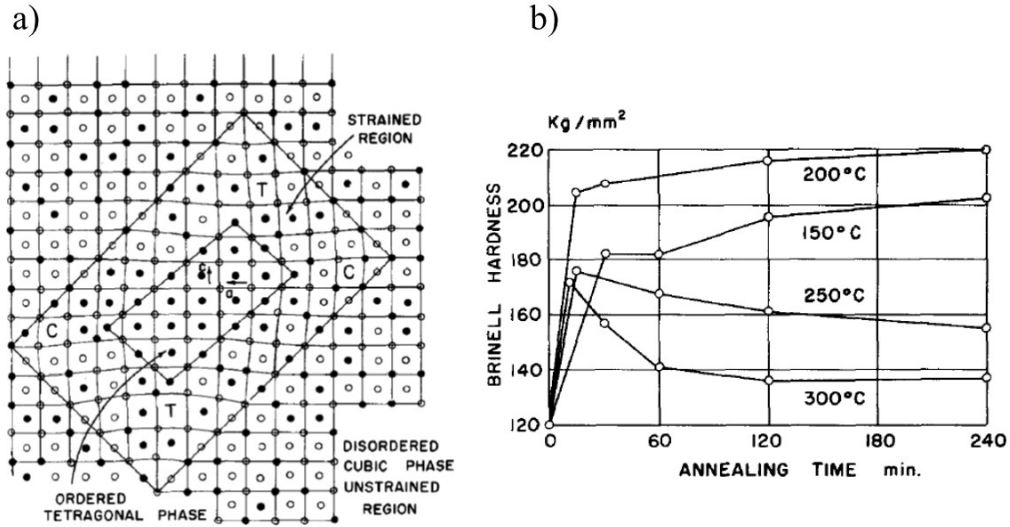 a)
STRAINED
REGION
T
C
C
a
C
T
ORDERED
TETRAGONAL PHASE
DISORDERED
CUBIC PHASE
UNSTRAINED
REGION
b)
Kg/mm²
BRINELL HARDNESS
220
200
180
160
140
120
200°C
150°C
250°C
300°C
0
60
120
180
240
ANNEALING TIME min.